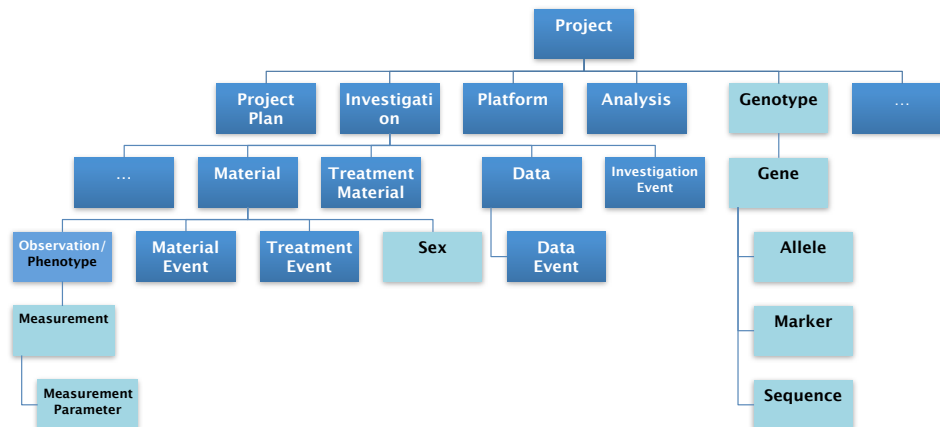 Project
Project
Plan
Investigati
on
Platform
Analysis
Genotype
...
...
Material
Treatment
Material
Data
Investigation
Event
Gene
Observation/
Phenotype
Material
Event
Treatment
Event
Sex
Data
Event
Allele
Measurement
Marker
Measurement
Parameter
Sequence